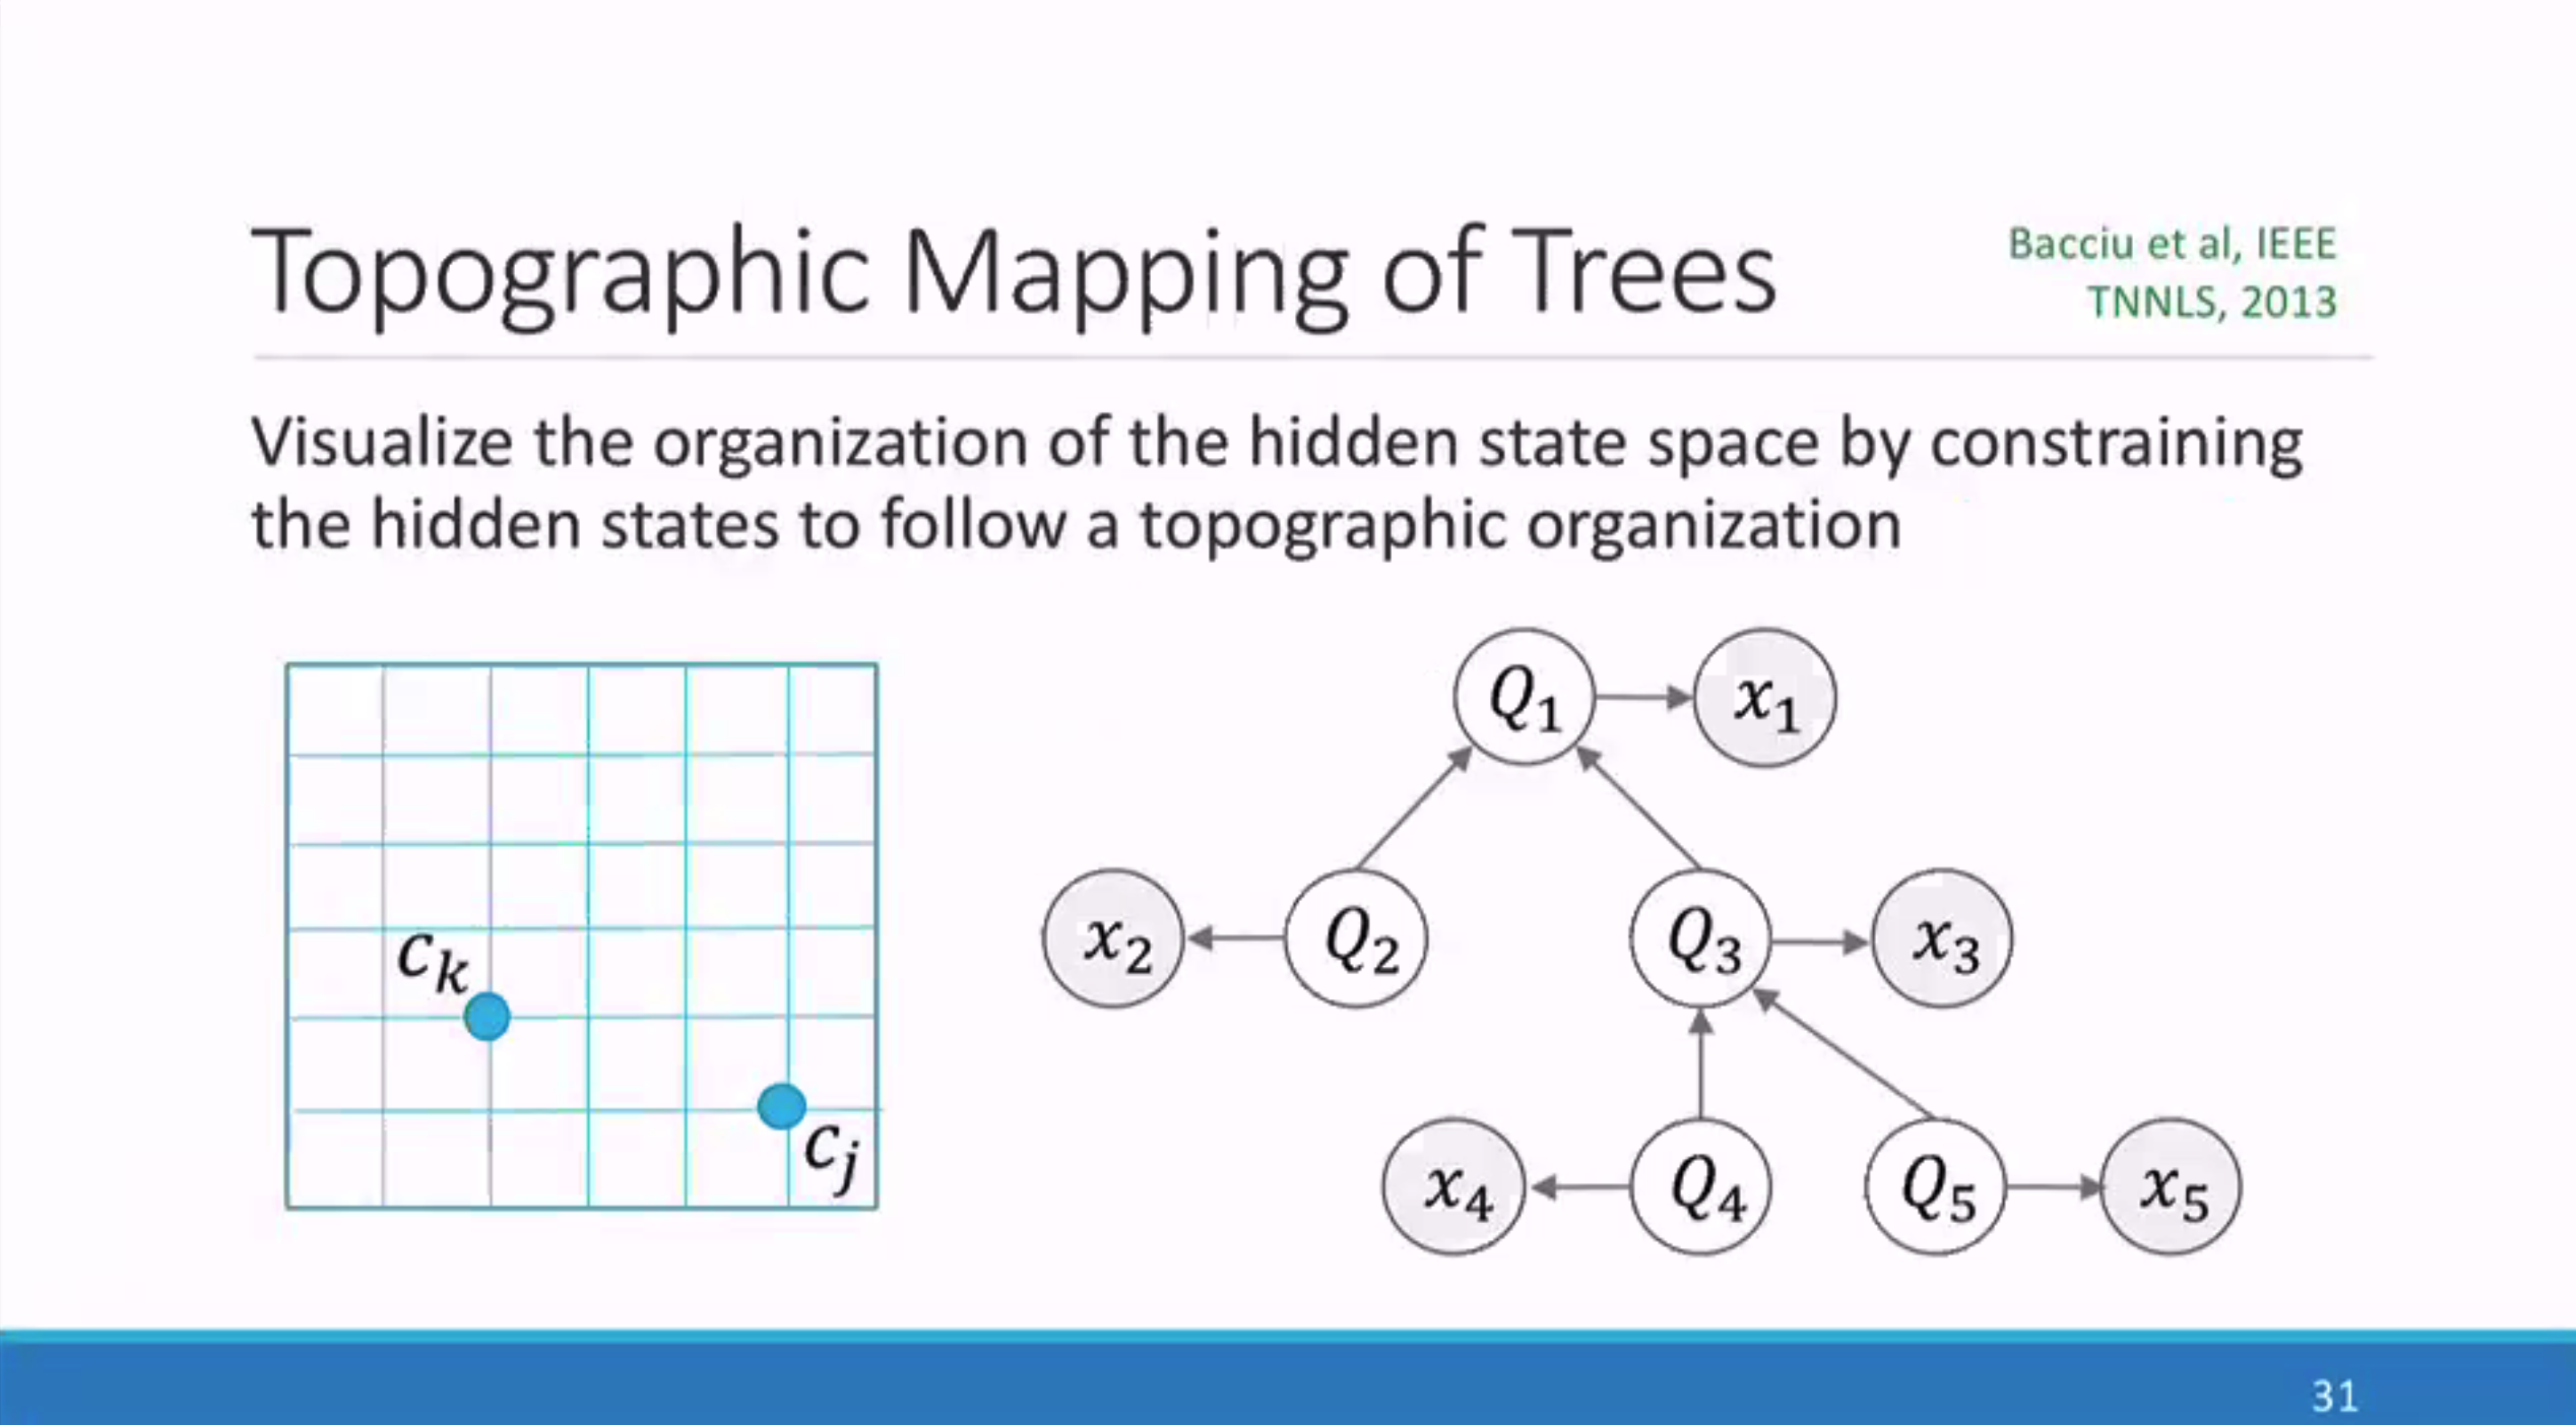 Topographic Mapping of Trees
Bacciu et al, IEEE
TNNLS, 2013
Visualize the organization of the hidden state space by constraining
the hidden states to follow a topographic organization
c_k
c_j
Q_1
x_1
x_2
Q_2
Q_3
x_3
x_4
Q_4
Q_5
x_5
31